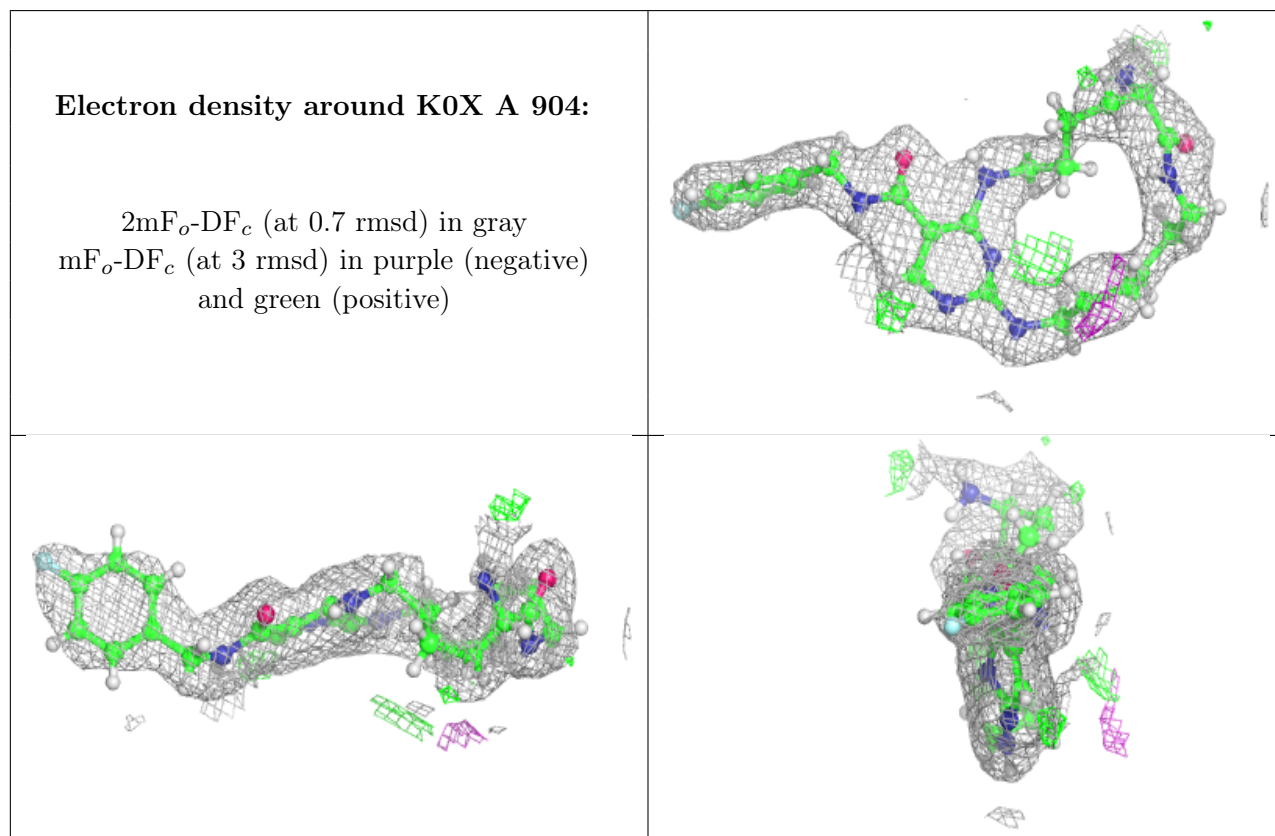 Electron density around K0X A 904:
2mFo-DFc (at 0.7 rmsd) in gray
mFo-DFc (at 3 rmsd) in purple (negative)
and green (positive)